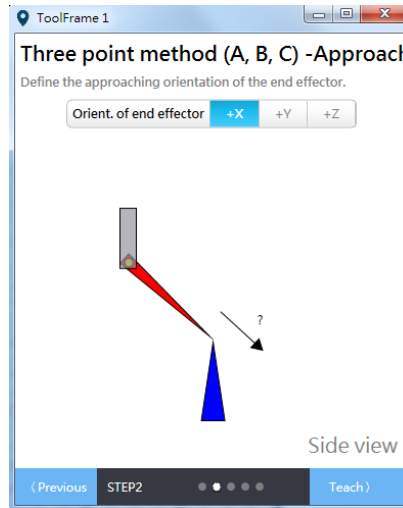 ToolFrame 1
Three point method (A, B, C) -Approach
Define the approaching orientation of the end effector.
Orient. of end effector +X +Y +Z
?
Side view
〈Previous STEP2 Teach〉